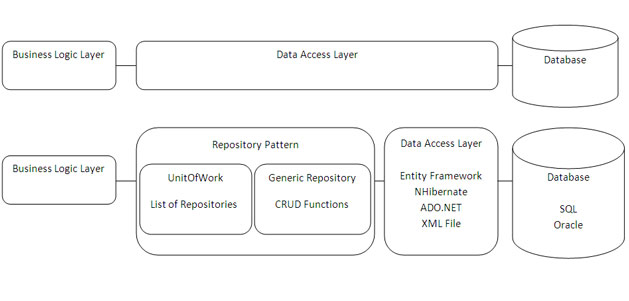 Business Logic Layer
Data Access Layer
Database
Business Logic Layer
Repository Pattern
UnitOfWork
List of Repositories
Generic Repository
CRUD Functions
Data Access Layer
Entity Framework
NHibernate
ADO.NET
XML File
Database
SQL
Oracle